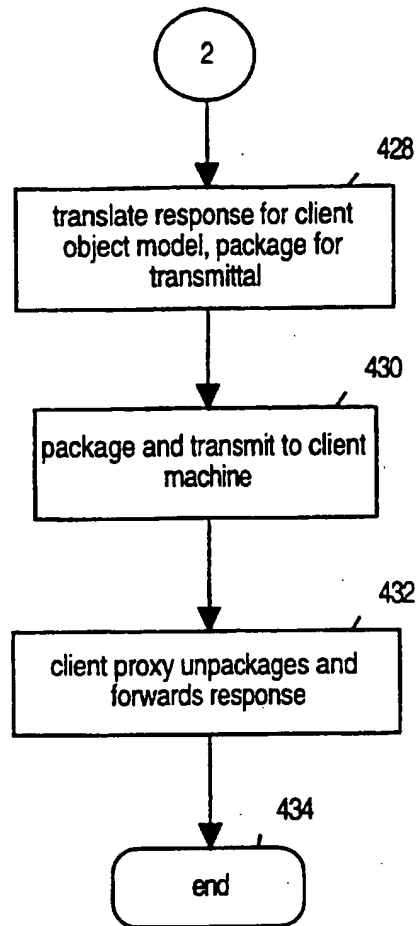 2
428
translate response for client
object model, package for
transmittal
430
package and transmit to client
machine
432
client proxy unpackages and
forwards response
434
end